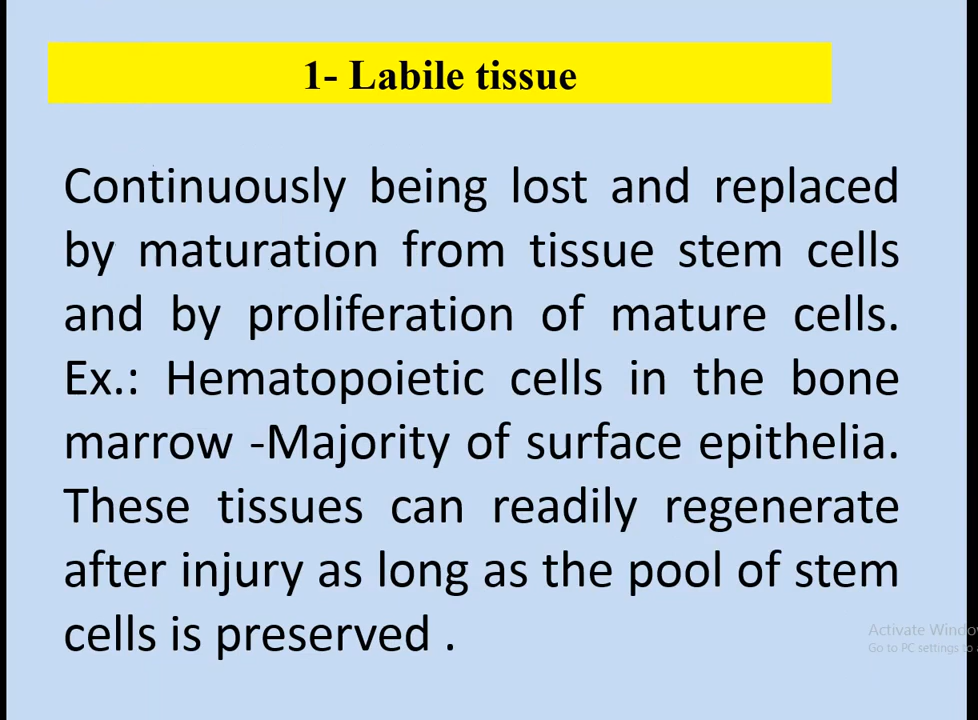 1- Labile tissue
Continuously being lost and replaced
by maturation from tissue stem cells
and by proliferation of mature cells.
Ex.: Hematopoietic cells in the bone
marrow -Majority of surface epithelia.
These tissues can readily regenerate
after injury as long as the pool of stem
cells is preserved .
Activate Windo
Go to PC settings to